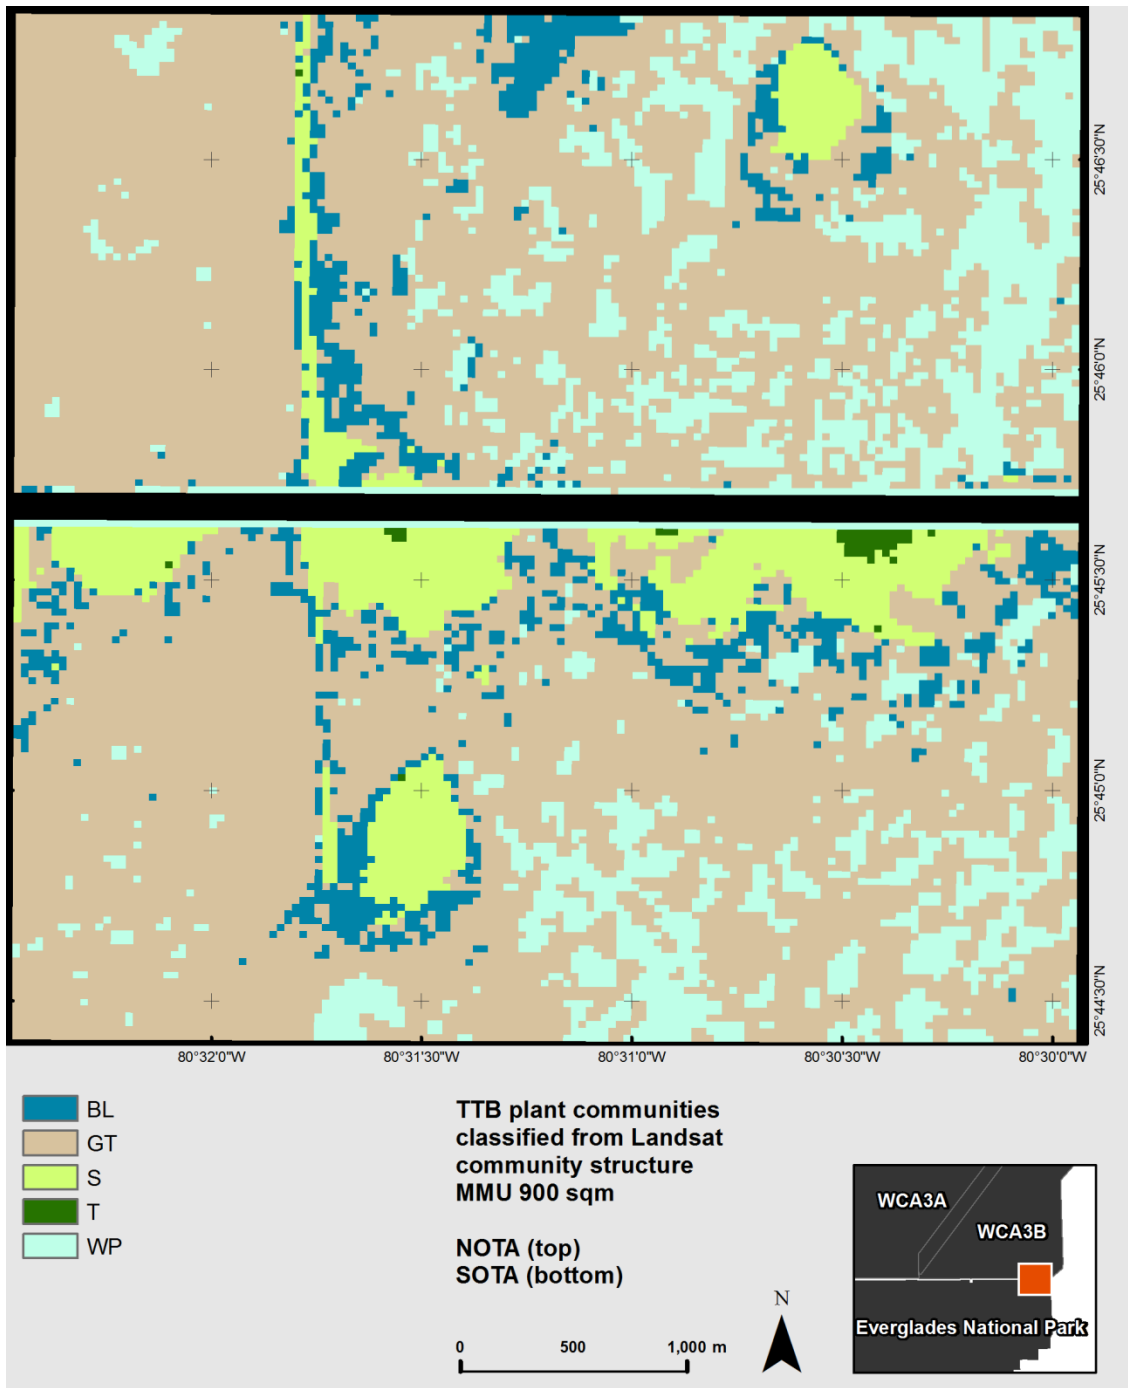 25°46'30"N
25°46'0"N
25°45'30"N
25°45'0"N
25°44'30"N
80°32'0"W
80°31'30"W
80°31'0"W
80°30'30"W
80°30'0"W
BL
GT
S
T
WP
TTB plant communities
classified from Landsat
community structure
MMU 900 sqm
NOTA (top)
SOTA (bottom)
0
500
1,000 m
N
WCA3A
WCA3B
Everglades National Park